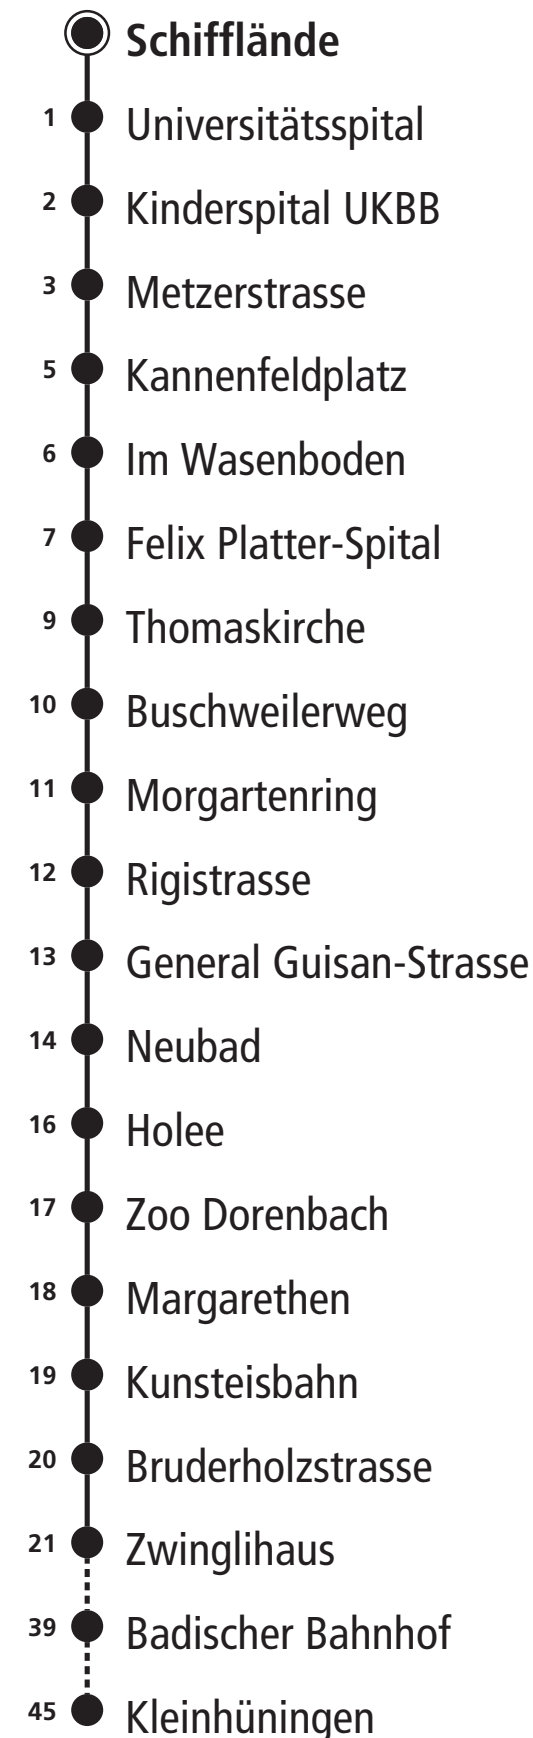 Schifflände
1 Universitätsspital
2 Kinderspital UKBB
3 Metzerstrasse
5 Kannenfeldplatz
6 Im Wasenboden
7 Felix Platter-Spital
9 Thomaskirche
10 Buschweilerweg
11 Morgartenring
12 Rigistrasse
13 General Guisan-Strasse
14 Neubad
16 Holee
17 Zoo Dorenbach
18 Margarethen
19 Kunsteisbahn
20 Bruderholzstrasse
21 Zwinglihaus
39 Badischer Bahnhof
45 Kleinhüningen